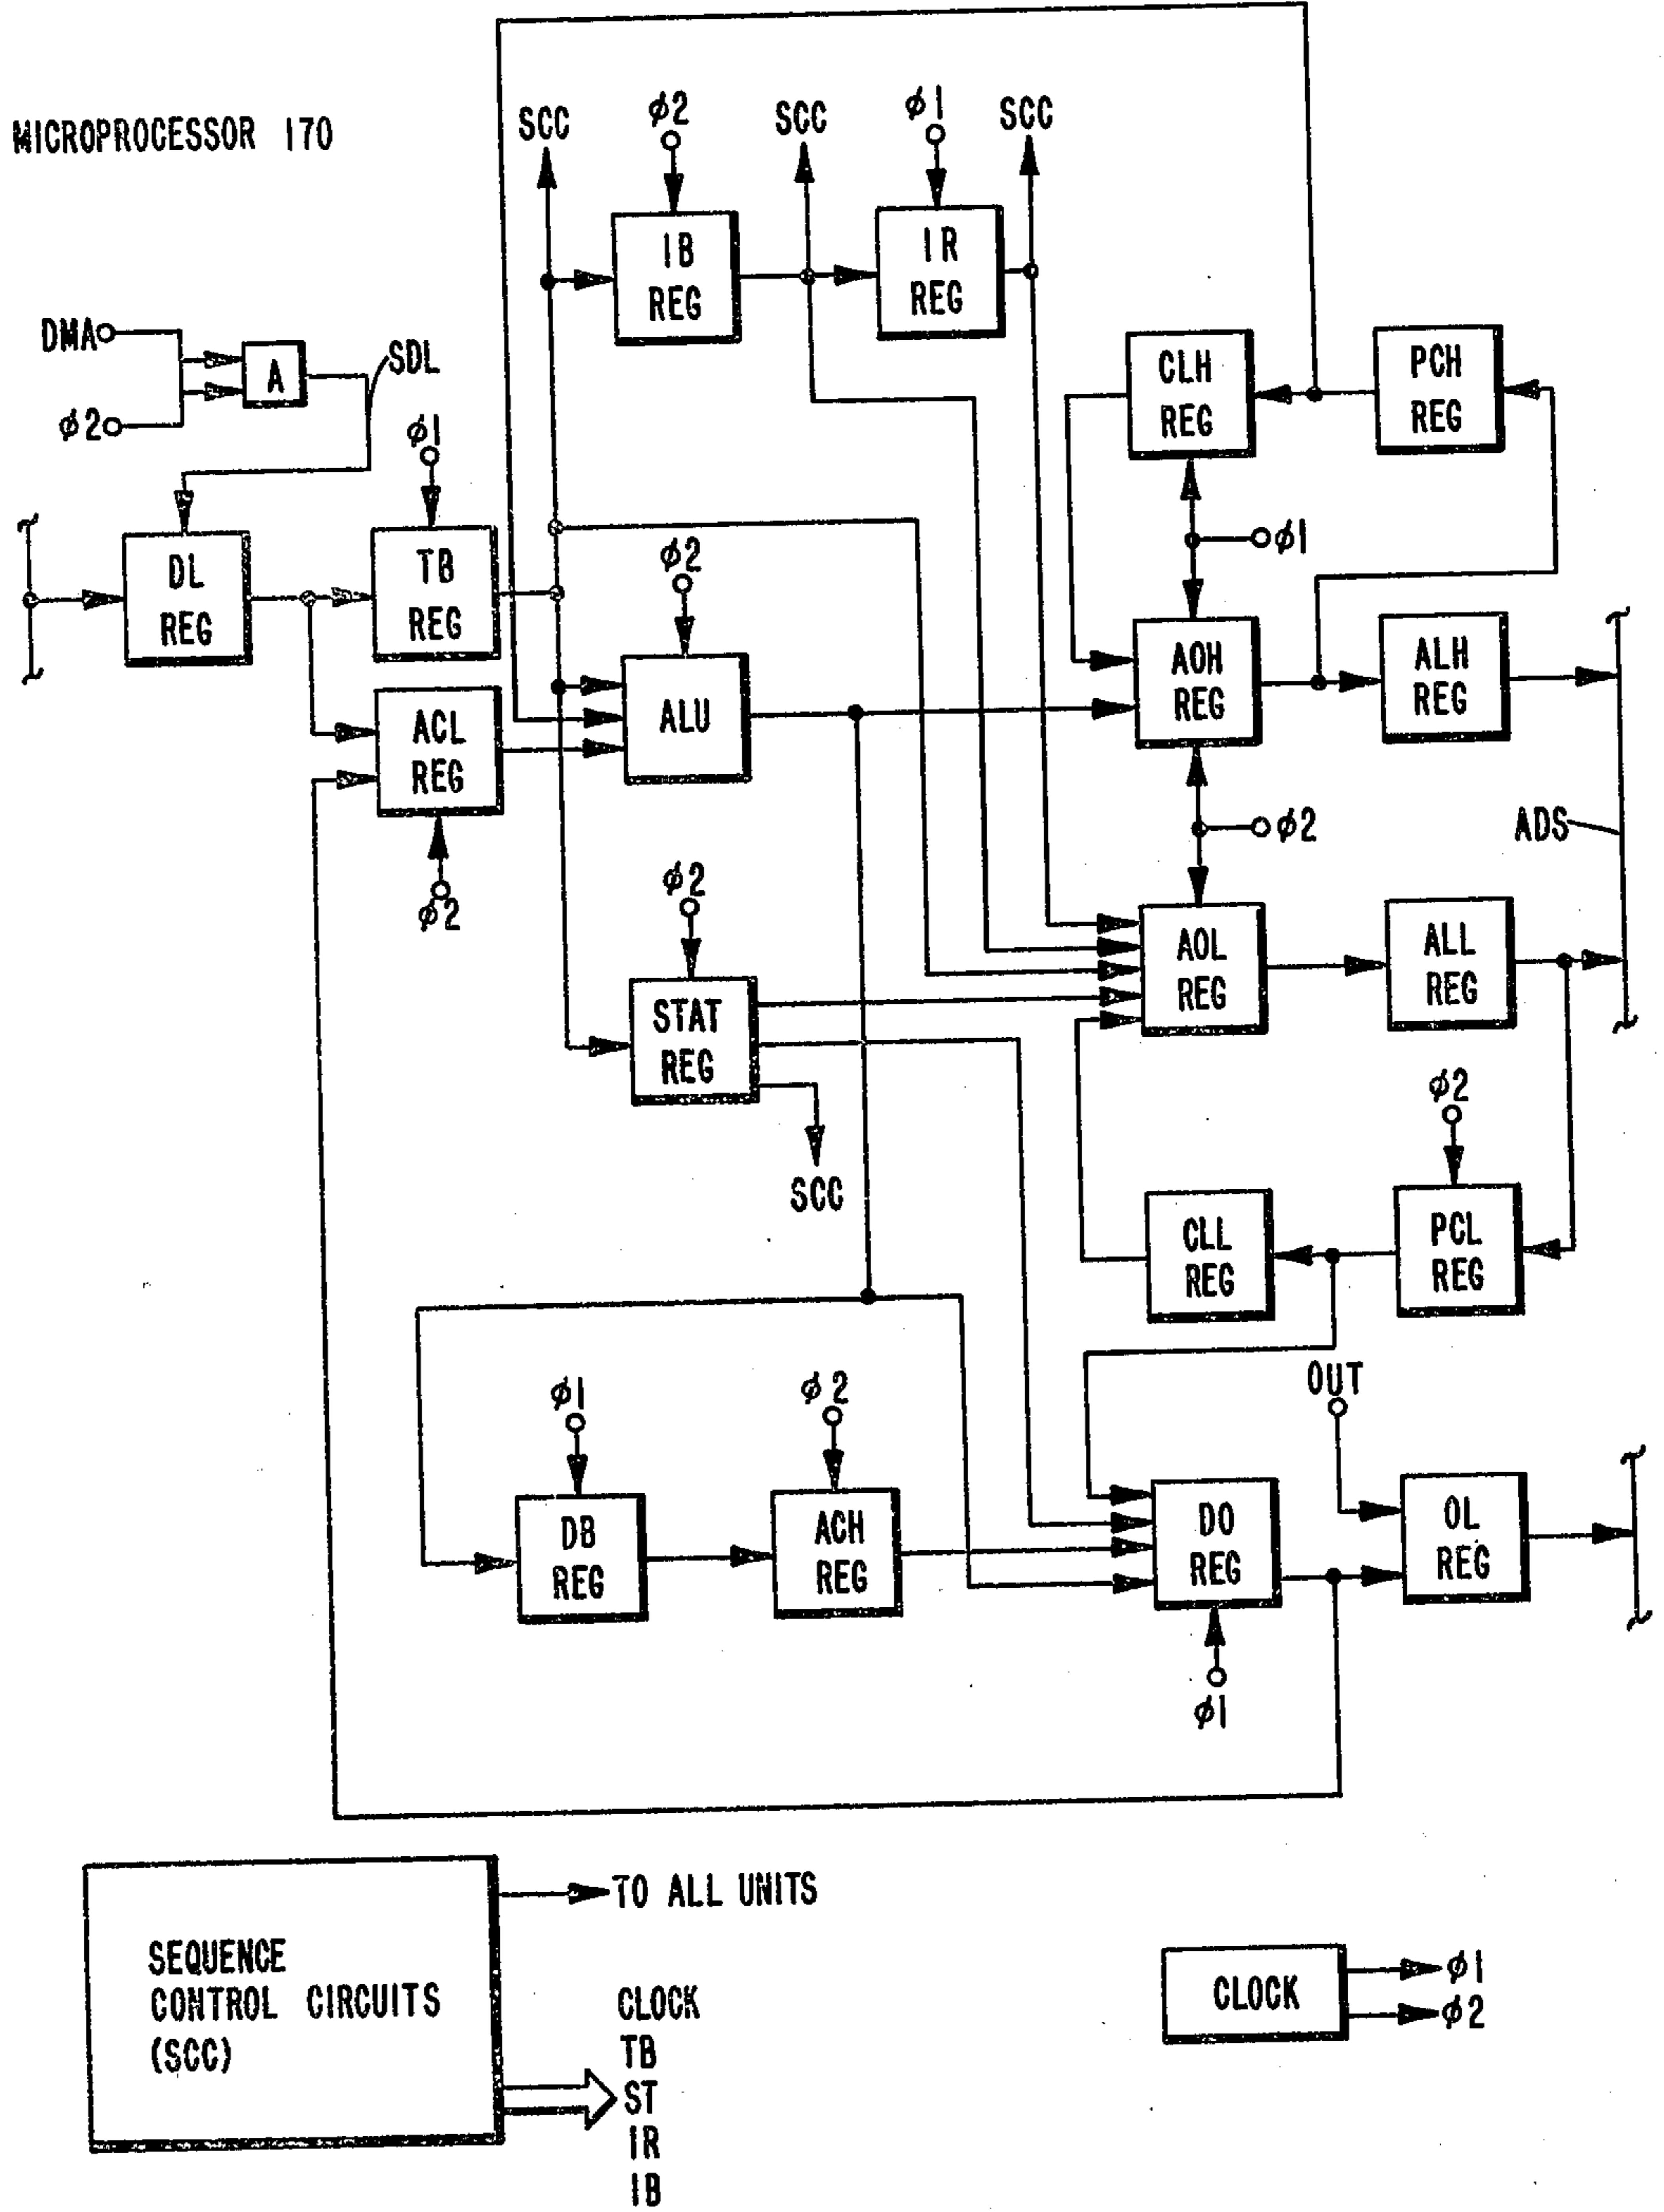 MICROPROCESSOR 170
SCC
φ2
SCC
φ1
SCC
IB
REG
IR
REG
DMA
A
SDL
φ2
φ1
CLH
REG
PCH
REG
DL
REG
TB
REG
φ2
φ1
ALU
AOH
REG
ALH
REG
ACL
REG
φ2
φ2
ADS
φ2
STAT
REG
SCC
AOL
REG
ALL
REG
φ2
CLL
REG
PCL
REG
OUT
φ1
φ2
DB
REG
ACH
REG
DO
REG
OL
REG
φ1
SEQUENCE
CONTROL CIRCUITS
(SCC)
TO ALL UNITS
CLOCK
TB
ST
IR
IB
CLOCK
φ1
φ2